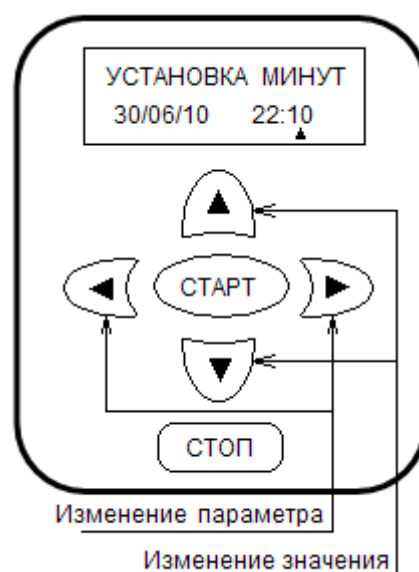 УСТАНОВКА МИНУТ
30/06/10 22:10
СТАРТ
СТОП
Изменение параметра
Изменение значения